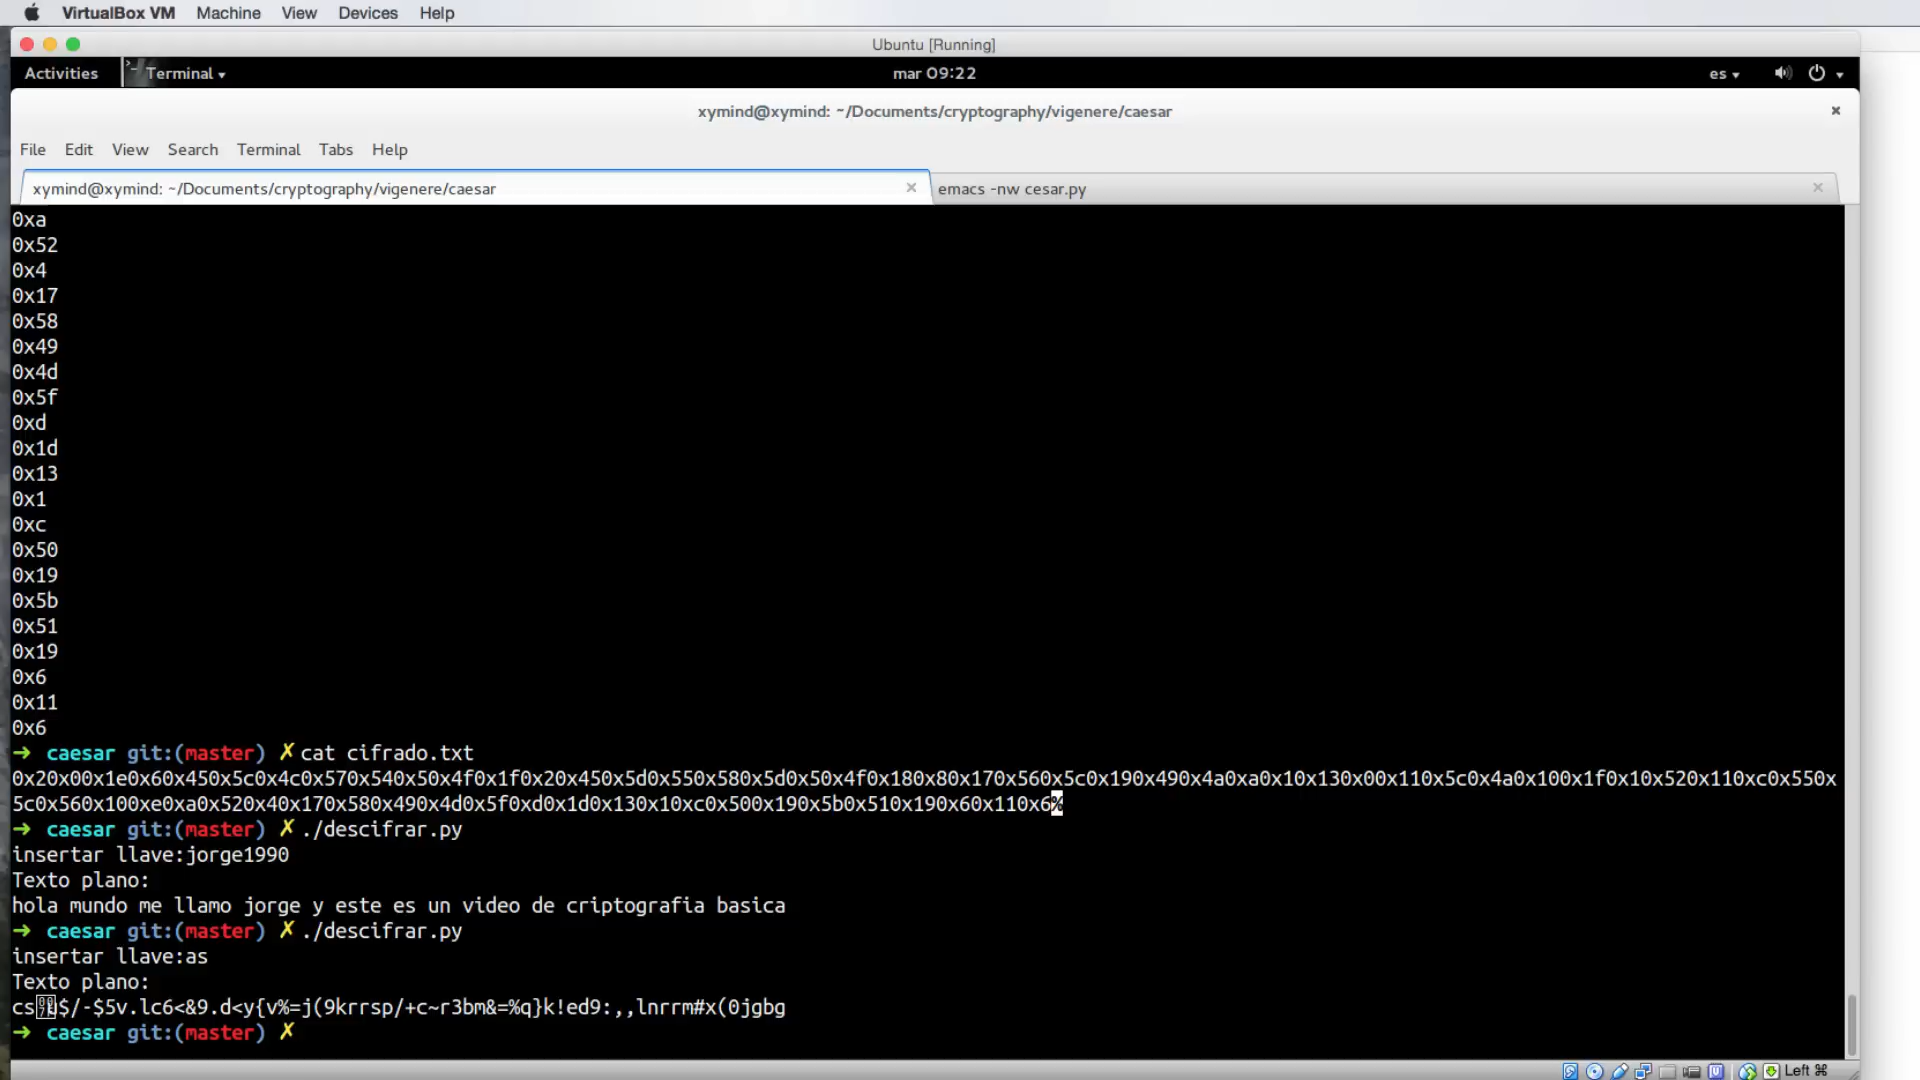 VirtualBox VM Machine View Devices Help
Ubuntu [Running]
Activities Terminal mar 09:22 es
xymind@xymind: ~/Documents/cryptography/vigenere/caesar
File Edit View Search Terminal Tabs Help
xymind@xymind: ~/Documents/cryptography/vigenere/caesar emacs -nw cesar.py
0xa
0x52
0x4
0x17
0x58
0x49
0x4d
0x5f
0xd
0x1d
0x13
0x1
0xc
0x50
0x19
0x5b
0x51
0x19
0x6
0x11
0x6
➜ caesar git:(master) ✗ cat cifrado.txt
0x20x00x1e0x60x450x5c0x4c0x570x540x50x4f0x1f0x20x450x5d0x550x580x5d0x50x4f0x180x80x170x560x5c0x190x490x4a0xa0x10x130x00x110x5c0x4a0x100x1f0x10x520x110xc0x550x
5c0x560x100xe0xa0x520x40x170x580x490x4d0x5f0xd0x1d0x130x10xc0x500x190x5b0x510x190x60x110x6%
➜ caesar git:(master) ✗ ./descifrar.py
insertar llave:jorge1990
Texto plano:
hola mundo me llamo jorge y este es un video de criptografia basica
➜ caesar git:(master) ✗ ./descifrar.py
insertar llave:as
Texto plano:
cs$/-$5v.lc6<&9.d<y{v%=j(9krrsp/+c~r3bm&=%q}k!ed9:,,lnrrm#x(0jgbg
➜ caesar git:(master) ✗
Left ⌘